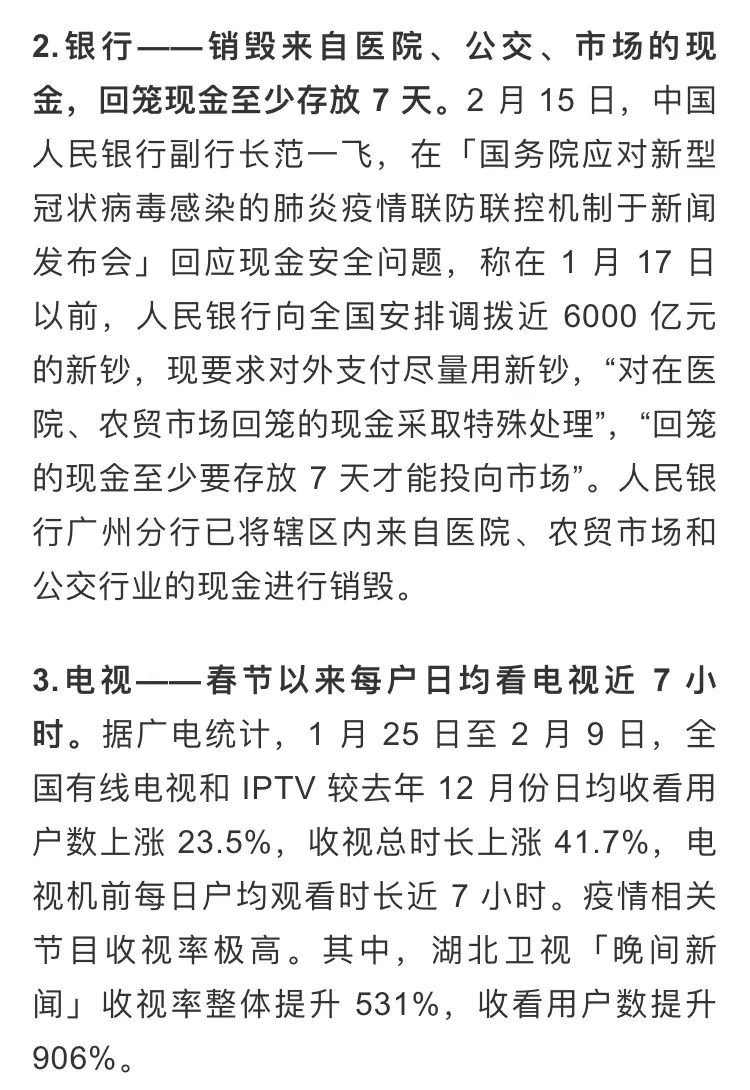 2.银行——销毁来自医院、公交、市场的现
金，回笼现金至少存放 7 天。2 月 15 日，中国
人民银行副行长范一飞，在「国务院应对新型
冠状病毒感染的肺炎疫情联防联控机制于新闻
发布会」回应现金安全问题，称在 1 月 17 日
以前，人民银行向全国安排调拨近 6000 亿元
的新钞，现要求对外支付尽量用新钞，“对在医
院、农贸市场回笼的现金采取特殊处理”，“回笼
的现金至少要存放 7 天才能投向市场”。人民银
行广州分行已将辖区内来自医院、农贸市场和
公交行业的现金进行销毁。
3.电视——春节以来每户日均看电视近 7 小
时。据广电统计，1 月 25 日至 2 月 9 日，全
国有线电视和 IPTV 较去年 12 月份日均收看用
户数上涨 23.5%，收视总时长上涨 41.7%，电
视机前每日户均观看时长近 7 小时。疫情相关
节目收视率极高。其中，湖北卫视「晚间新
闻」收视率整体提升 531%，收看用户数提升
906%。